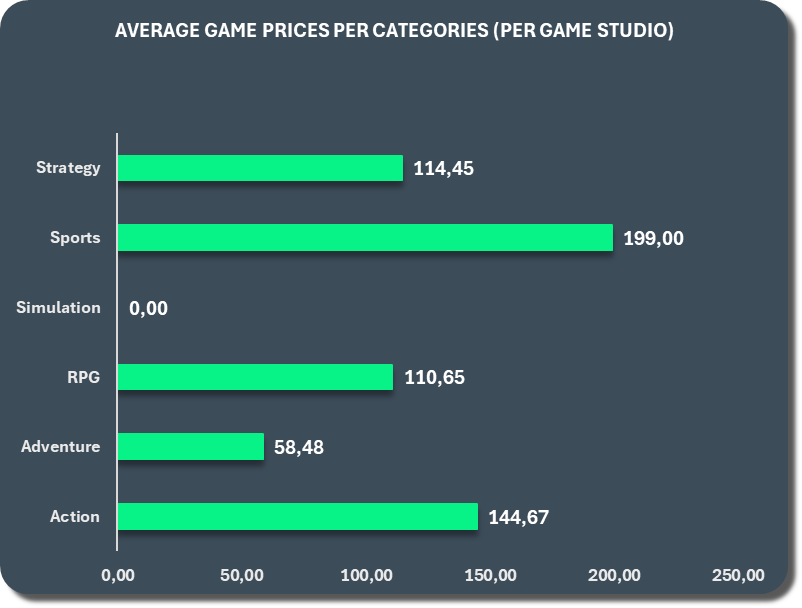 AVERAGE GAME PRICES PER CATEGORIES (PER GAME STUDIO)
Strategy 114,45
Sports 199,00
Simulation 0,00
RPG 110,65
Adventure 58,48
Action 144,67
0,00 50,00 100,00 150,00 200,00 250,00